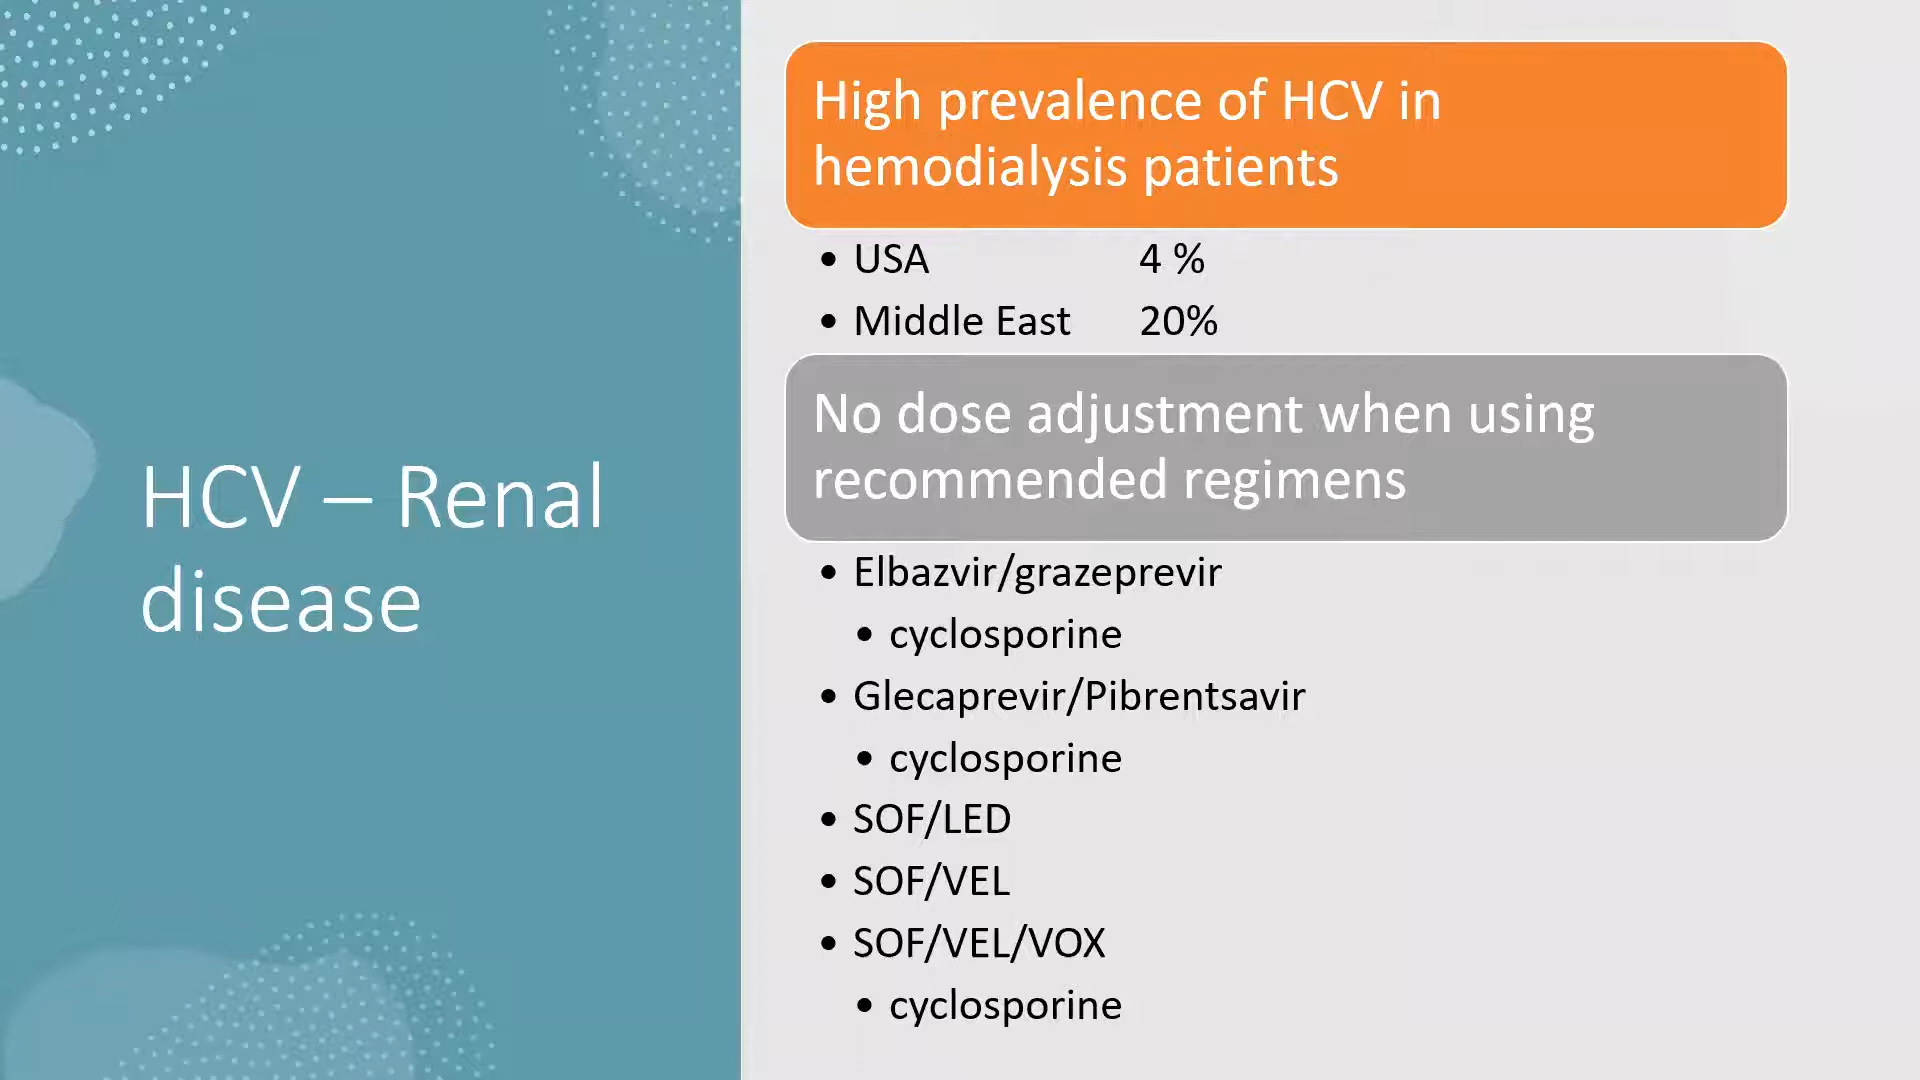 HCV – Renal
disease
High prevalence of HCV in
hemodialysis patients
• USA 4 %
• Middle East 20%
No dose adjustment when using
recommended regimens
• Elbazvir/grazeprevir
• cyclosporine
• Glecaprevir/Pibrentsavir
• cyclosporine
• SOF/LED
• SOF/VEL
• SOF/VEL/VOX
• cyclosporine